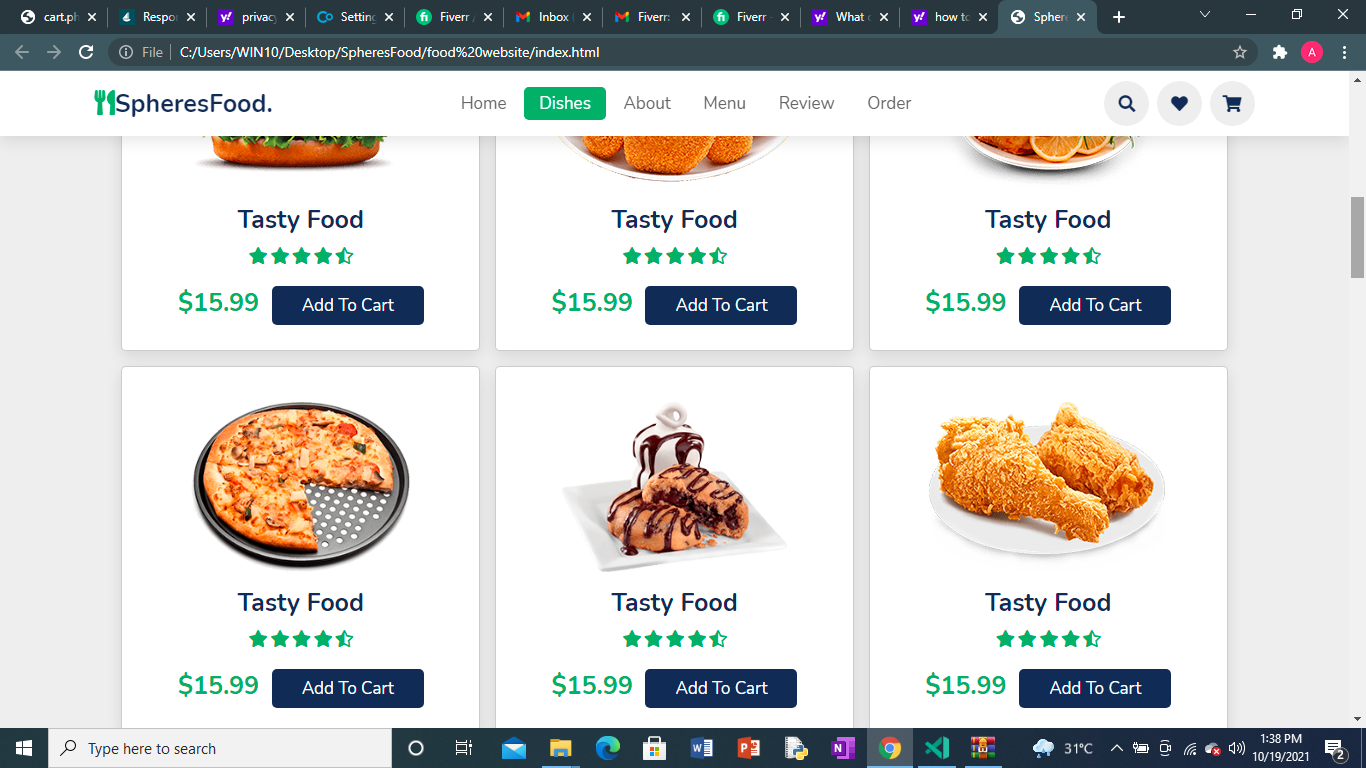 cart.ph
Respor
privacy
Setting
Fiverr /
Inbox
Fiverr:
Fiverr
What c
how to
Sphere
File
C:/Users/WIN10/Desktop/SpheresFood/food%20website/index.html
A
SpheresFood.
Home Dishes About Menu Review Order
Tasty Food Tasty Food Tasty Food
$15.99 Add To Cart $15.99 Add To Cart $15.99 Add To Cart
Tasty Food Tasty Food Tasty Food
$15.99 Add To Cart $15.99 Add To Cart $15.99 Add To Cart
Type here to search
31°C
1:38 PM
10/19/2021
2